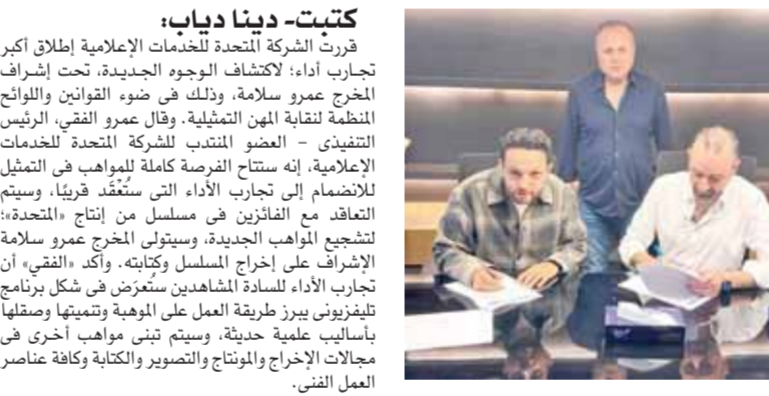 كتبت- دينا دياب:
قررت الشركة المتحدة للخدمات الإعلامية إطلاق أكبر
تجارب أداء؛ لاكتشاف الوجوه الجديدة، تحت إشراف
المخرج عمرو سلامة، وذلك فى ضوء القوانين واللوائح
المنظمة لنقابة المهن التمثيلية. وقال عمرو الفقي، الرئيس
التنفيذى – العضو المنتدب للشركة المتحدة للخدمات
الإعلامية، إنه ستتاح الفرصة كاملة للمواهب فى التمثيل
للانضمام إلى تجارب الأداء التى ستُعْقَد قريبًا، وسيتم
التعاقد مع الفائزين فى مسلسل من إنتاج «المتحدة»؛
لتشجيع المواهب الجديدة، وسيتولى المخرج عمرو سلامة
الإشراف على إخراج المسلسل وكتابته. وأكد «الفقي» أن
تجارب الأداء للسادة المشاهدين ستُعرَض فى شكل برنامج
تليفزيونى يبرز طريقة العمل على الموهبة وتنميتها وصقلها
بأساليب علمية حديثة، وسيتم تبنى مواهب أخرى فى
مجالات الإخراج والمونتاج والتصوير والكتابة وكافة عناصر
العمل الفنى.